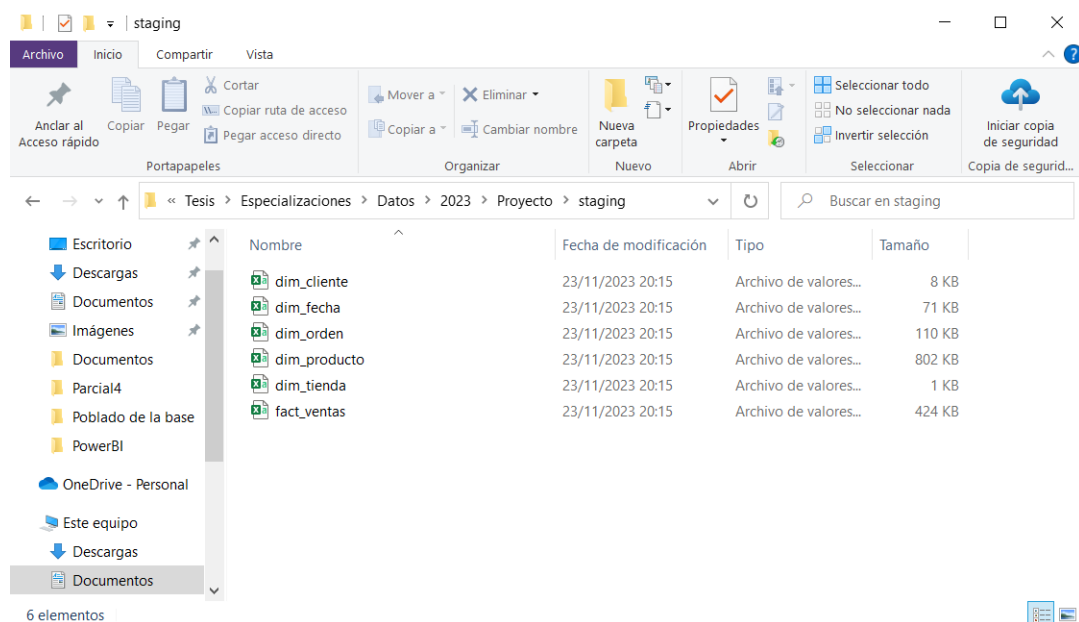 staging
Archivo Inicio Compartir Vista
Anclar al Acceso rápido
Copiar
Pegar
Cortar
Copiar ruta de acceso
Pegar acceso directo
Portapapeles
Mover a
Copiar a
Eliminar
Cambiar nombre
Organizar
Nueva carpeta
Nuevo
Propiedades
Abrir
Seleccionar todo
No seleccionar nada
Invertir selección
Seleccionar
Iniciar copia de seguridad
Copia de segurid...
« Tesis > Especializaciones > Datos > 2023 > Proyecto > staging
Buscar en staging
Escritorio
Descargas
Documentos
Imágenes
Documentos
Parcial4
Poblado de la base
PowerBI
OneDrive - Personal
Este equipo
Descargas
Documentos
Nombre Fecha de modificación Tipo Tamaño
dim_cliente 23/11/2023 20:15 Archivo de valores... 8 KB
dim_fecha 23/11/2023 20:15 Archivo de valores... 71 KB
dim_orden 23/11/2023 20:15 Archivo de valores... 110 KB
dim_producto 23/11/2023 20:15 Archivo de valores... 802 KB
dim_tienda 23/11/2023 20:15 Archivo de valores... 1 KB
fact_ventas 23/11/2023 20:15 Archivo de valores... 424 KB
6 elementos